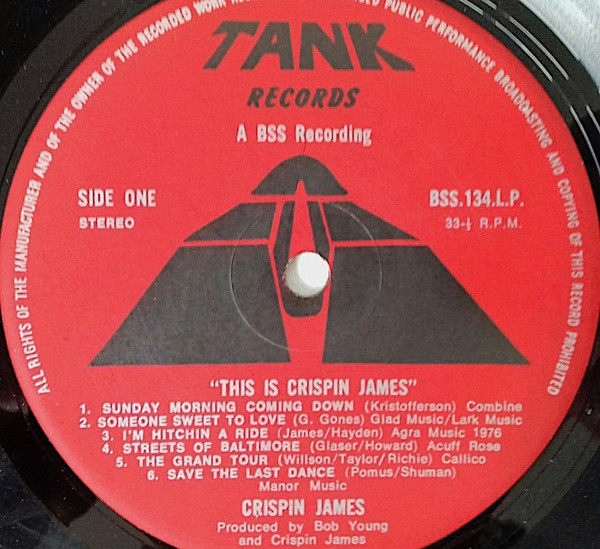 ALL RIGHTS OF THE MANUFACTURER AND OF THE OWNER OF THE RECORDED WORK
PUBLIC PERFORMANCE BROADCASTING AND COPYING OF THIS RECORD PROHIBITED
TANK
RECORDS
A BSS Recording
SIDE ONE
BSS.134.L.P.
STEREO
33-⅓ R.P.M.
"THIS IS CRISPIN JAMES"
1. SUNDAY MORNING COMING DOWN (Kristofferson) Combine
2. SOMEONE SWEET TO LOVE (G. Gones) Glad Music/Lark Music
3. I'M HITCHIN A RIDE (James/Hayden) Agra Music 1976
4. STREETS OF BALTIMORE (Glaser/Howard) Acuff Rose
5. THE GRAND TOUR (Willson/Taylor/Richie) Callico
6. SAVE THE LAST DANCE (Pomus/Shuman)
Manor Music
CRISPIN JAMES
Produced by Bob Young
and Crispin James